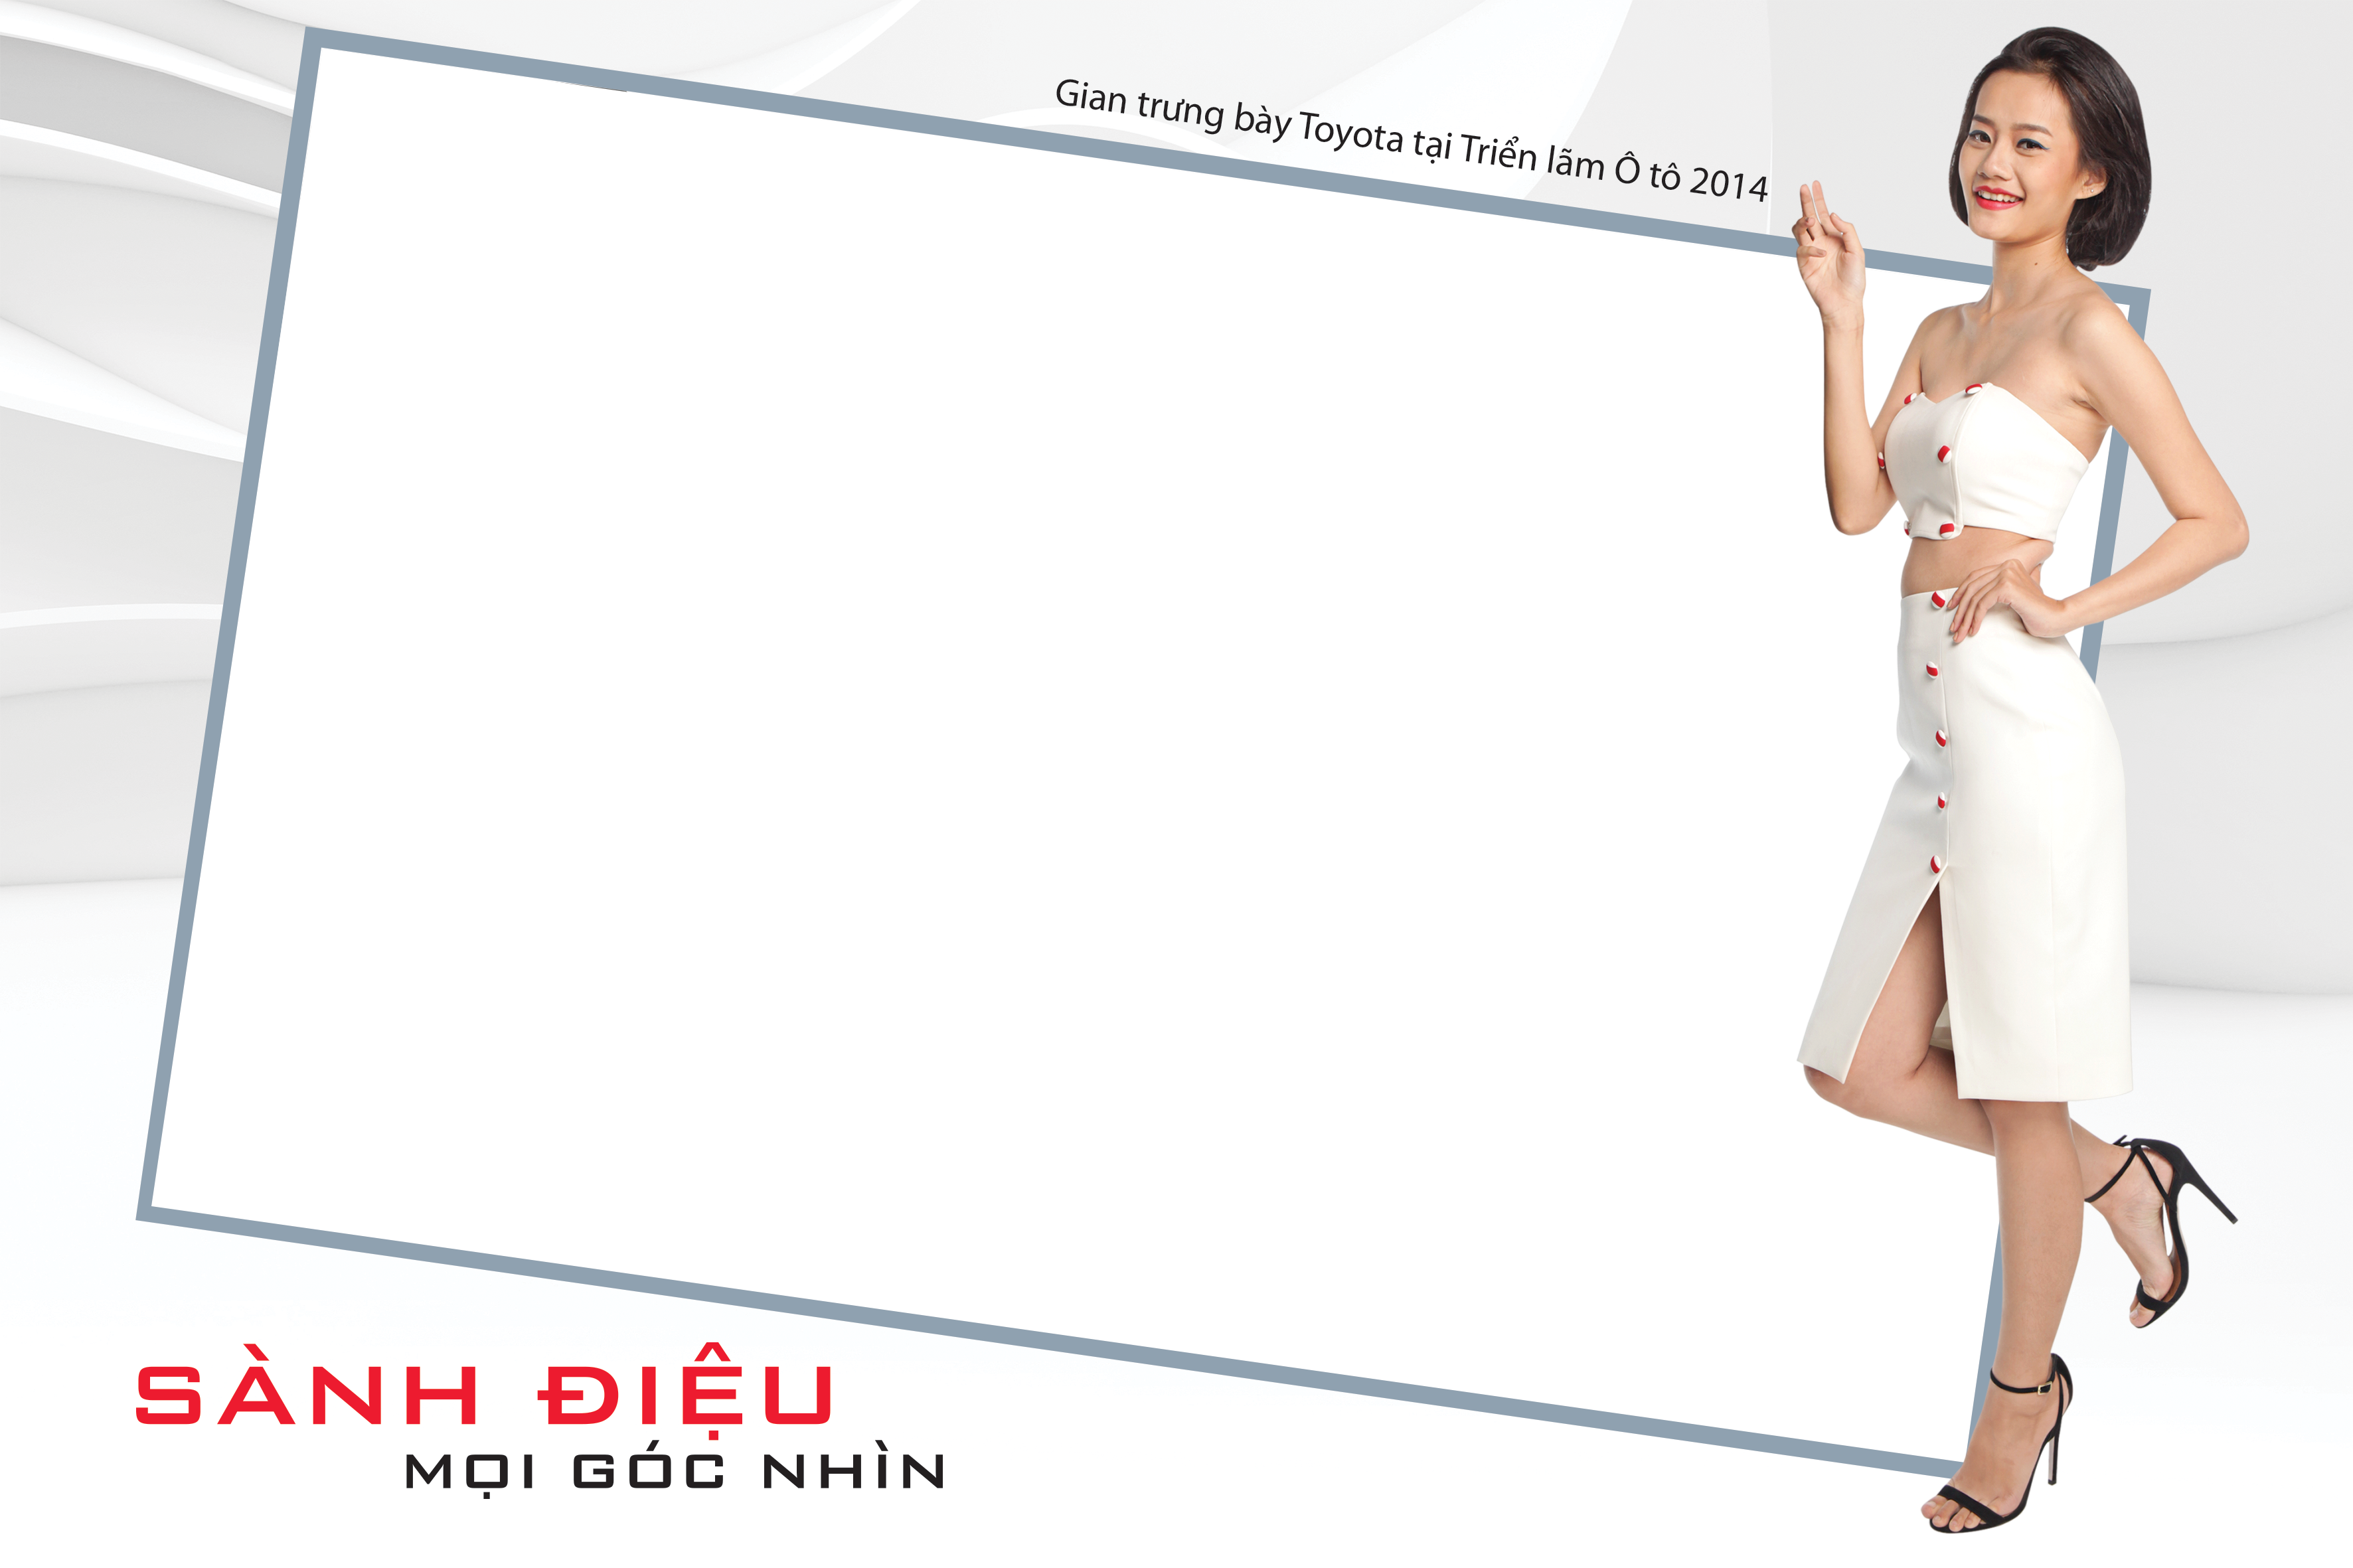 Gian trưng bày Toyota tại Triển lãm Ô tô 2014
SÀNH ĐIỆU
MỌI GÓC NHÌN